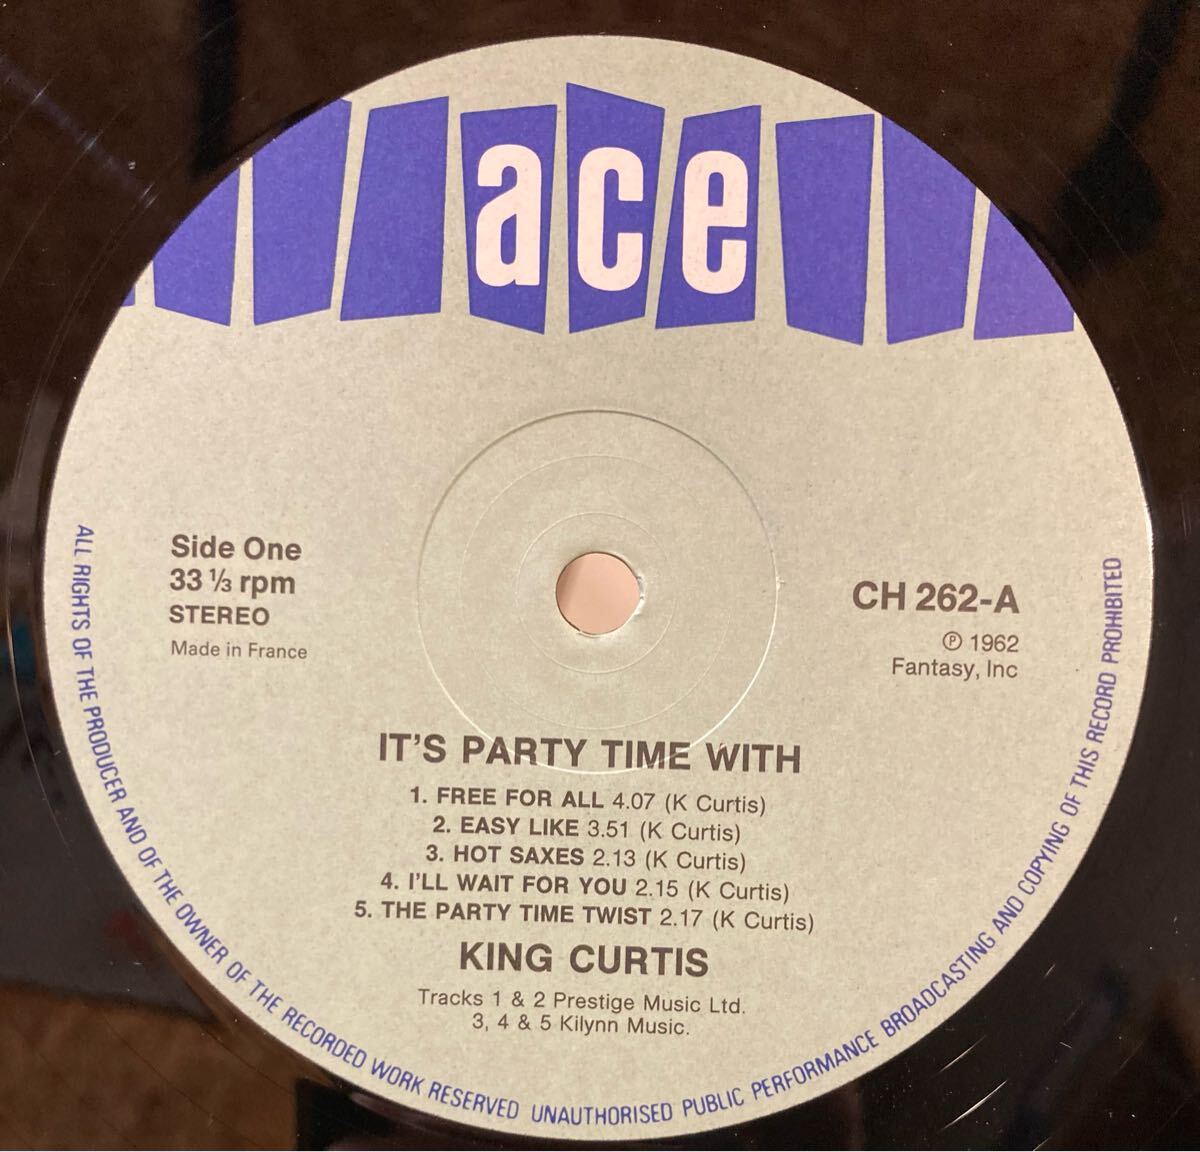 ace
Side One
33 ⅓ rpm
STEREO
Made in France
CH 262-A
℗ 1962
Fantasy, Inc
IT'S PARTY TIME WITH
1. FREE FOR ALL 4.07 (K Curtis)
2. EASY LIKE 3.51 (K Curtis)
3. HOT SAXES 2.13 (K Curtis)
4. I'LL WAIT FOR YOU 2.15 (K Curtis)
5. THE PARTY TIME TWIST 2.17 (K Curtis)
KING CURTIS
Tracks 1 & 2 Prestige Music Ltd.
3, 4 & 5 Kilynn Music.
ALL RIGHTS OF THE PRODUCER AND OF THE OWNER OF THE RECORDED WORK RESERVED UNAUTHORISED PUBLIC PERFORMANCE BROADCASTING AND COPYING OF THIS RECORD PROHIBITED